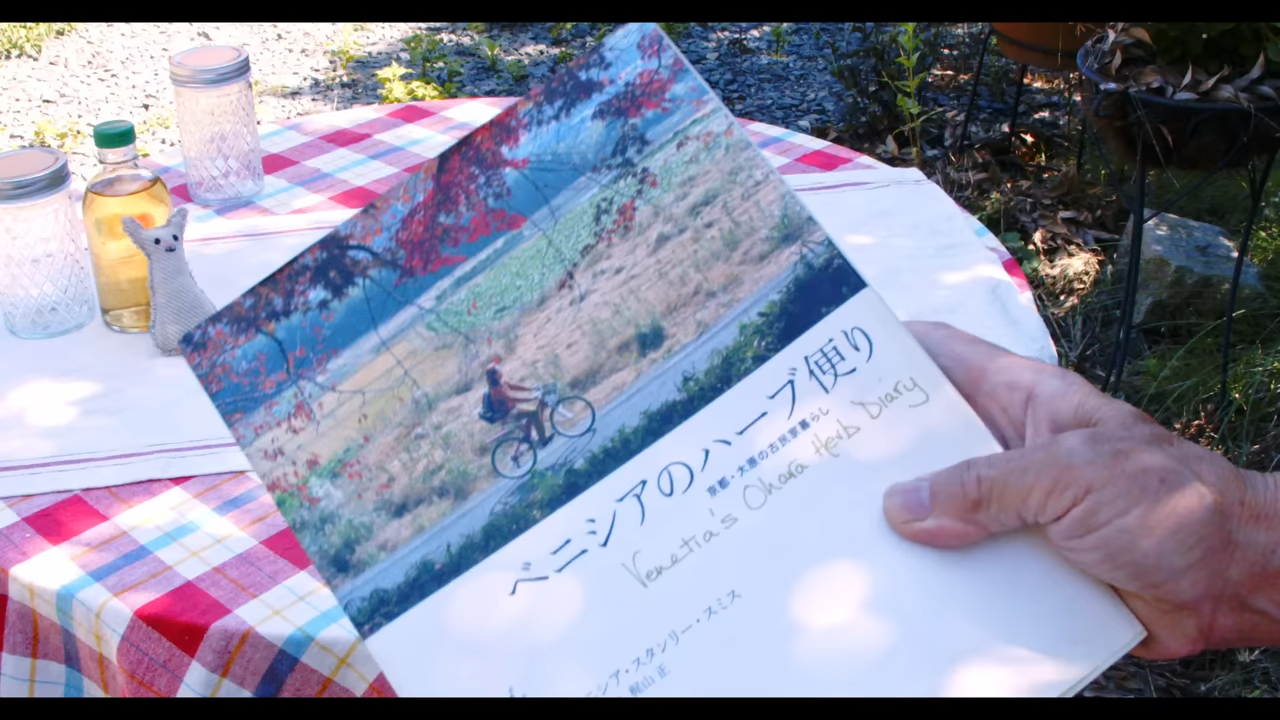 ベニシアのハーブ便り
京都・大原の古民家暮らし
Venetia's Ohara Herb Diary
ニシア・スタンリー・スミス
梶山正